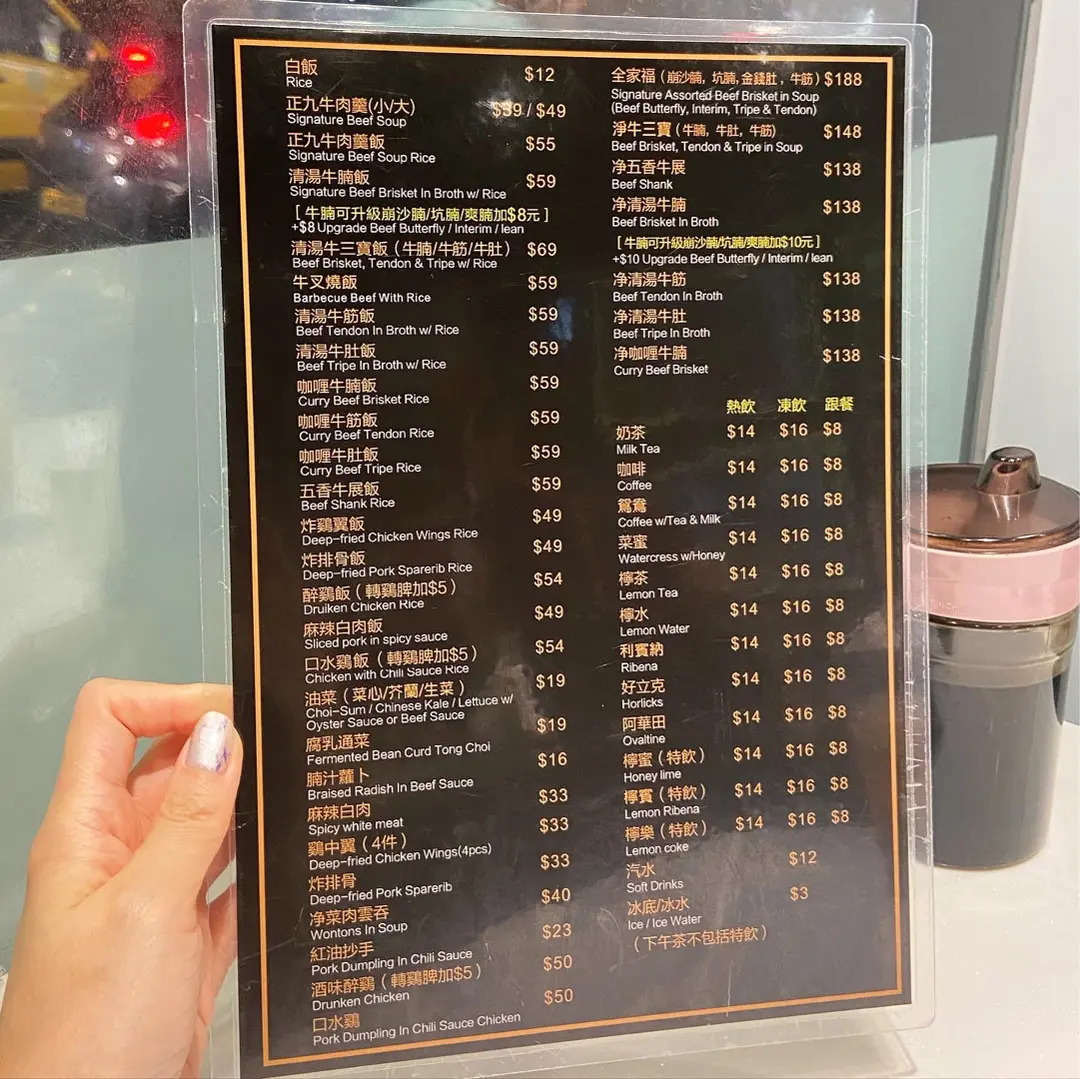 白飯 $12
Rice
正九牛肉羹(小/大) $39 / $49
Signature Beef Soup
正九牛肉羹飯 $55
Signature Beef Soup Rice
清湯牛腩飯 $59
Signature Beef Brisket In Broth w/ Rice
[ 牛腩可升級崩沙腩/坑腩/爽腩加$8元 ]
+$8 Upgrade Beef Butterfly / Interim / lean
清湯牛三寶飯 ( 牛腩/牛筋/牛肚 ) $69
Beef Brisket, Tendon & Tripe w/ Rice
牛叉燒飯 $59
Barbecue Beef With Rice
清湯牛筋飯 $59
Beef Tendon In Broth w/ Rice
清湯牛肚飯 $59
Beef Tripe In Broth w/ Rice
咖喱牛腩飯 $59
Curry Beef Brisket Rice
咖喱牛筋飯 $59
Curry Beef Tendon Rice
咖喱牛肚飯 $59
Curry Beef Tripe Rice
五香牛展飯 $59
Beef Shank Rice
炸鷄翼飯 $49
Deep-fried Chicken Wings Rice
炸排骨飯 $49
Deep-fried Pork Sparerib Rice
醉鷄飯 ( 轉鷄脾加$5 ) $54
Druiken Chicken Rice
麻辣白肉飯 $49
Sliced pork in spicy sauce
口水鷄飯 ( 轉鷄脾加$5 ) $54
Chicken with Chili Sauce Rice
油菜 ( 菜心/芥蘭/生菜 ) $19
Choi-Sum / Chinese Kale / Lettuce w/
Oyster Sauce or Beef Sauce
腐乳通菜 $19
Fermented Bean Curd Tong Choi
腩汁蘿卜 $16
Braised Radish In Beef Sauce
麻辣白肉 $33
Spicy white meat
鷄中翼 ( 4件 ) $33
Deep-fried Chicken Wings(4pcs)
炸排骨 $33
Deep-fried Pork Sparerib
净菜肉雲吞 $40
Wontons In Soup
紅油抄手 $23
Pork Dumpling In Chili Sauce
酒味醉鷄 ( 轉鷄脾加$5 ) $50
Drunken Chicken
口水鷄 $50
Pork Dumpling In Chili Sauce Chicken
全家福 ( 崩沙腩, 坑腩, 金錢肚, 牛筋 ) $188
Signature Assorted Beef Brisket in Soup
(Beef Butterfly, Interim, Tripe & Tendon)
淨牛三寶 ( 牛腩, 牛肚, 牛筋) $148
Beef Brisket, Tendon & Tripe in Soup
净五香牛展 $138
Beef Shank
净清湯牛腩 $138
Beef Brisket In Broth
[ 牛腩可升級崩沙腩/坑腩/爽腩加$10元 ]
+$10 Upgrade Beef Butterfly / Interim / lean
净清湯牛筋 $138
Beef Tendon In Broth
净清湯牛肚 $138
Beef Tripe In Broth
净咖喱牛腩 $138
Curry Beef Brisket
熱飲 凍飲 跟餐
奶茶 $14 $16 $8
Milk Tea
咖啡 $14 $16 $8
Coffee
鴛鴦 $14 $16 $8
Coffee w/Tea & Milk
菜蜜 $14 $16 $8
Watercress w/Honey
檸茶 $14 $16 $8
Lemon Tea
檸水 $14 $16 $8
Lemon Water
利賓納 $14 $16 $8
Ribena
好立克 $14 $16 $8
Horlicks
阿華田 $14 $16 $8
Ovaltine
檸蜜 ( 特飲 ) $14 $16 $8
Honey lime
檸賓 ( 特飲 ) $14 $16 $8
Lemon Ribena
檸樂 ( 特飲 ) $14 $16 $8
Lemon coke
汽水 $12
Soft Drinks
冰底/冰水 $3
Ice / Ice Water
( 下午茶不包括特飲 )